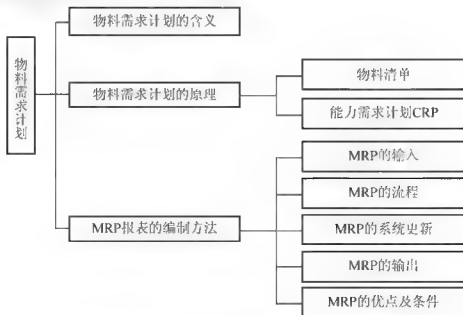 物料需求计划
物料需求计划的含义
物料需求计划的原理
物料清单
能力需求计划CRP
MRP报表的编制方法
MRP的输入
MRP的流程
MRP的系统更新
MRP的输出
MRP的优点及条件